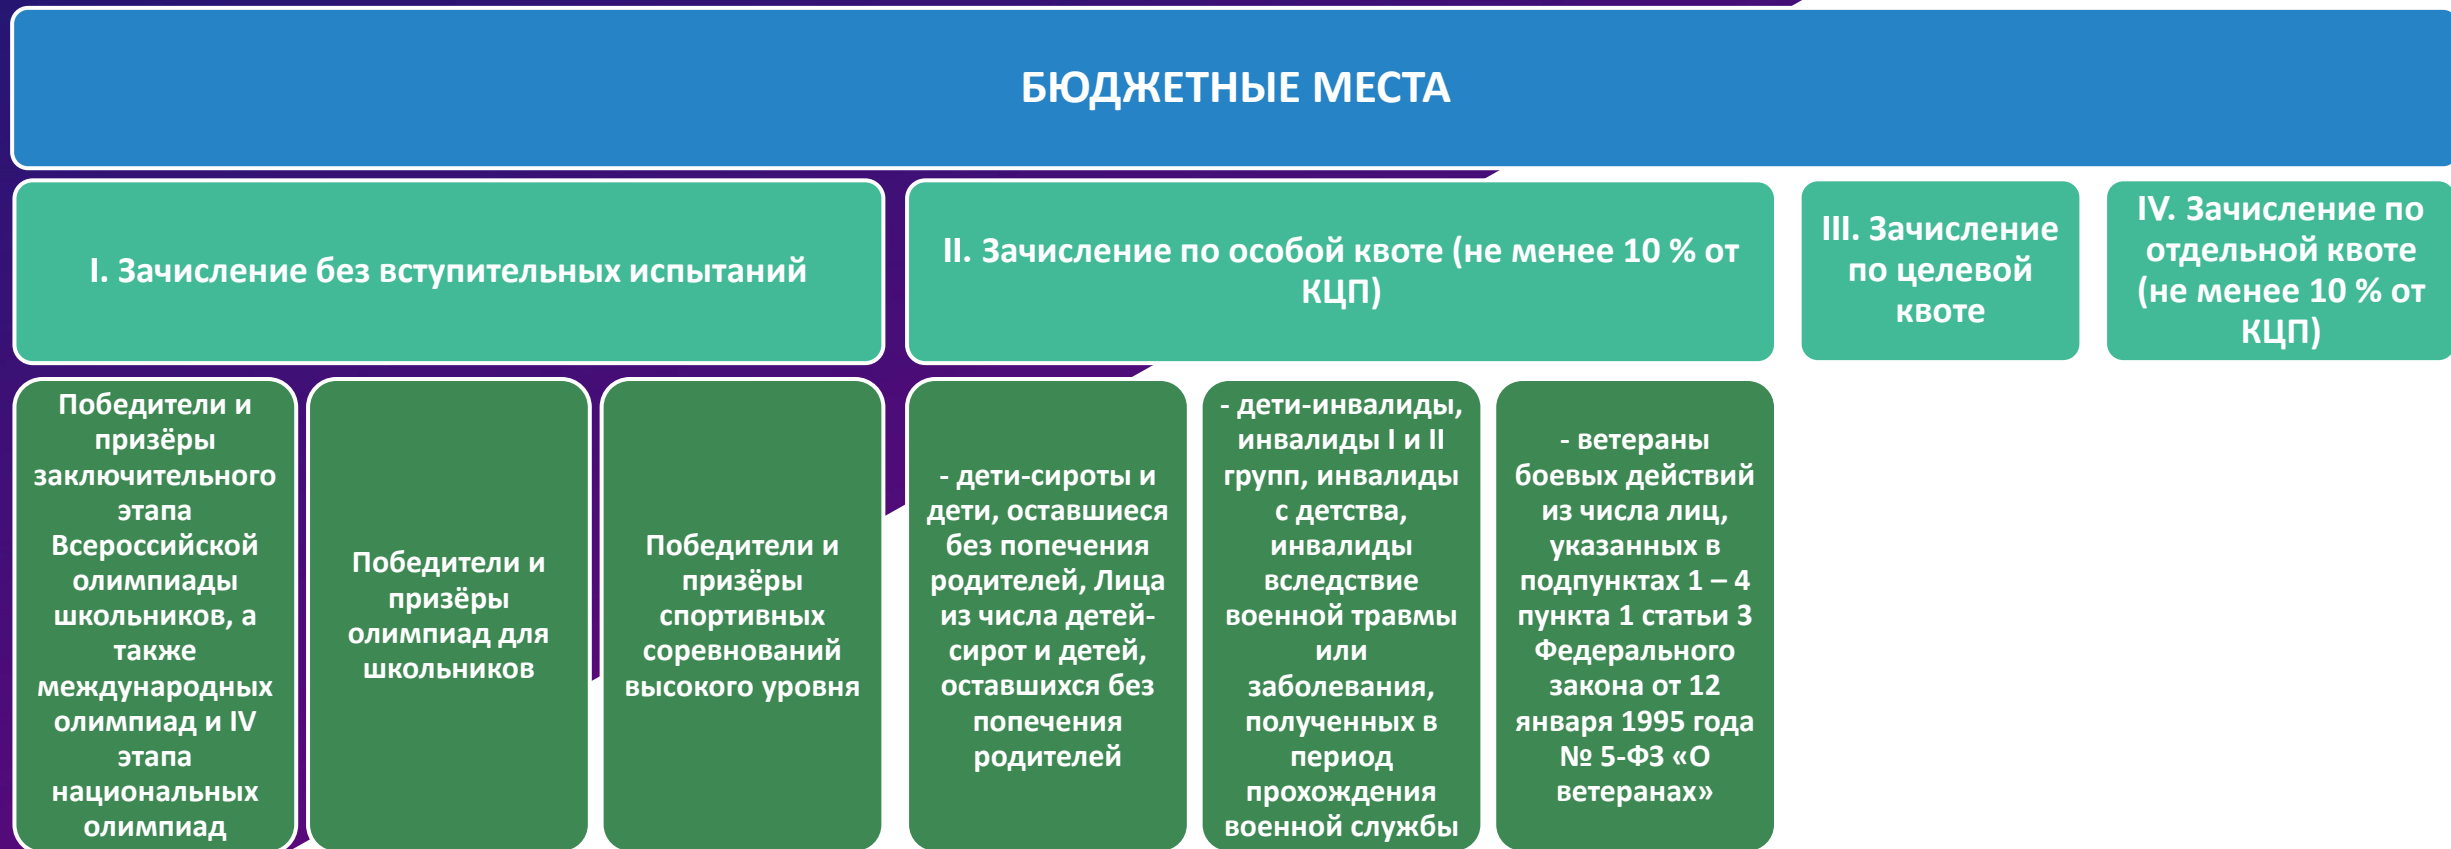 БЮДЖЕТНЫЕ МЕСТА
I. Зачисление без вступительных испытаний
II. Зачисление по особой квоте (не менее 10 % от
КЦП)
III. Зачисление
по целевой
квоте
IV. Зачисление по
отдельной квоте
(не менее 10 % от
КЦП)
Победители и
призёры
заключительного
этапа
Всероссийской
олимпиады
школьников, а
также
международных
олимпиад и IV
этапа
национальных
олимпиад
Победители и
призёры
олимпиад для
школьников
Победители и
призёры
спортивных
соревнований
высокого уровня
- дети-сироты и
дети, оставшиеся
без попечения
родителей, Лица
из числа детей-
сирот и детей,
оставшихся без
попечения
родителей
- дети-инвалиды,
инвалиды I и II
групп, инвалиды
с детства,
инвалиды
вследствие
военной травмы
или
заболевания,
полученных в
период
прохождения
военной службы
- ветераны
боевых действий
из числа лиц,
указанных в
подпунктах 1 – 4
пункта 1 статьи 3
Федерального
закона от 12
января 1995 года
№ 5-ФЗ «О
ветеранах»